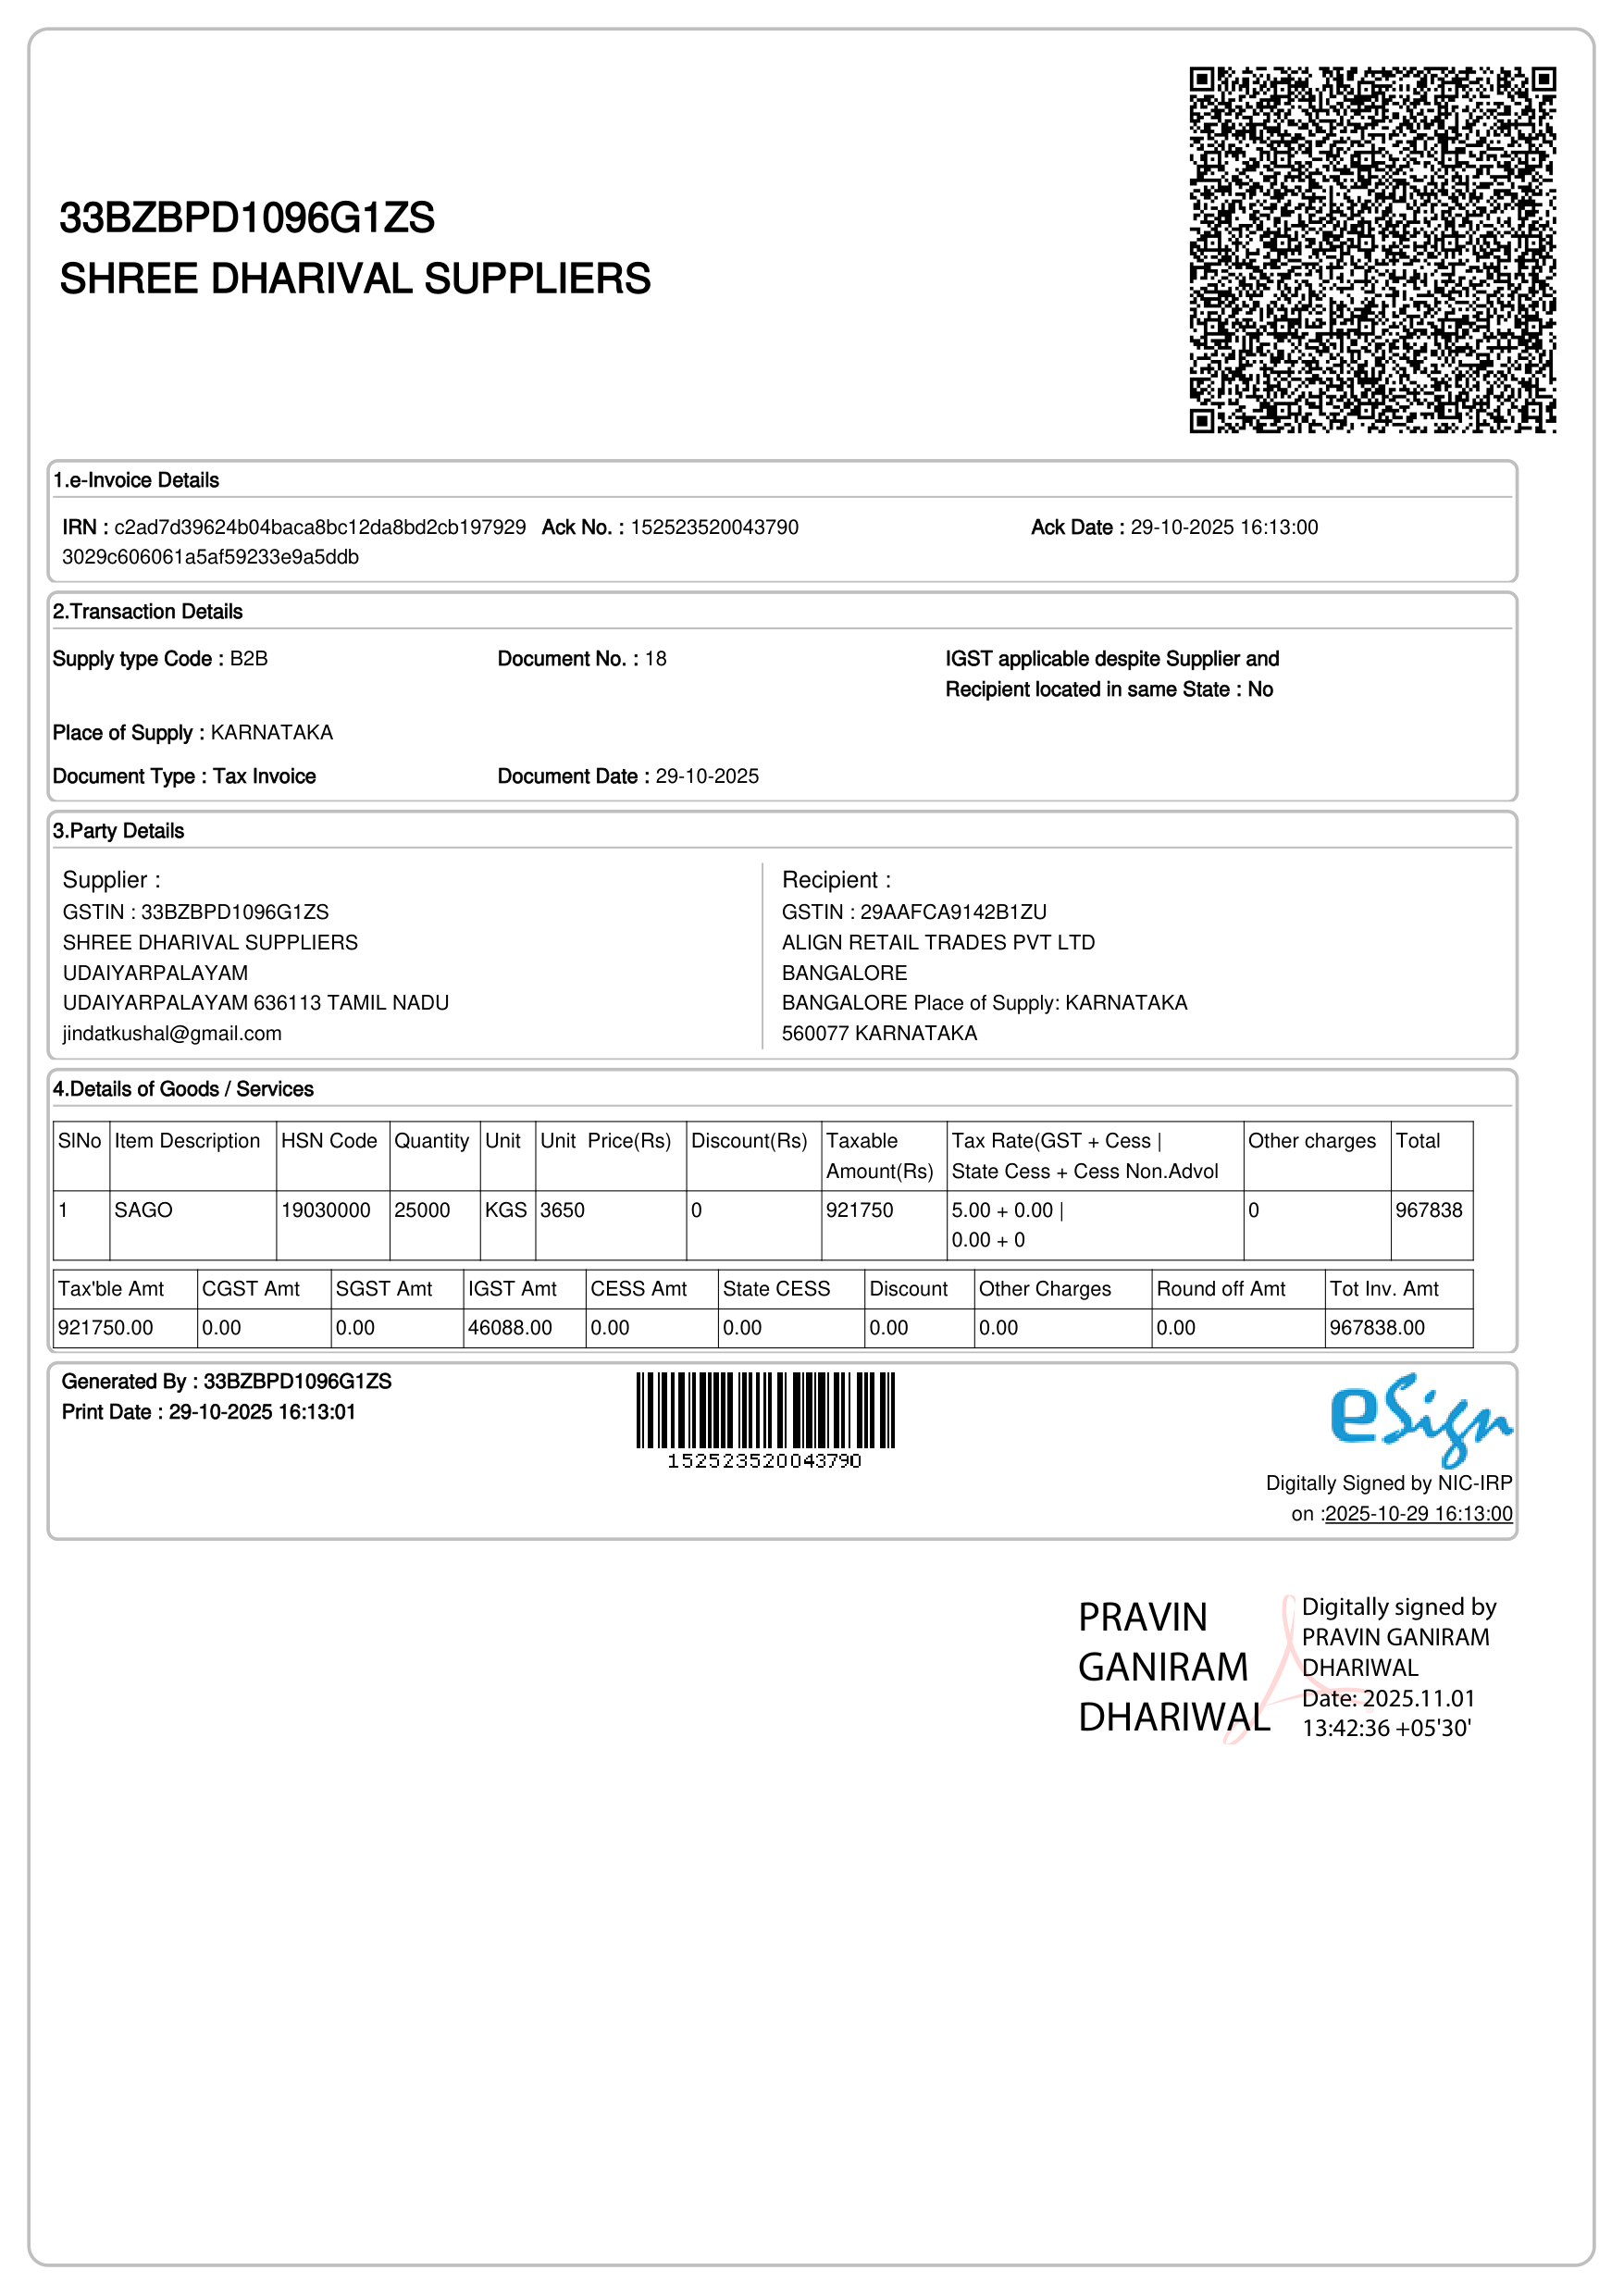 33BZBPD1096G1ZS
SHREE DHARIVAL SUPPLIERS
1.e-Invoice Details
IRN : c2ad7d39624b04baca8bc12da8bd2cb197929 Ack No. : 152523520043790 Ack Date : 29-10-2025 16:13:00
3029c606061a5af59233e9a5ddb
2.Transaction Details
Supply type Code : B2B Document No. : 18 IGST applicable despite Supplier and
Recipient located in same State : No
Place of Supply : KARNATAKA
Document Type : Tax Invoice Document Date : 29-10-2025
3.Party Details
Supplier :
GSTIN : 33BZBPD1096G1ZS
SHREE DHARIVAL SUPPLIERS
UDAIYARPALAYAM
UDAIYARPALAYAM 636113 TAMIL NADU
jindatkushal@gmail.com
Recipient :
GSTIN : 29AAFCA9142B1ZU
ALIGN RETAIL TRADES PVT LTD
BANGALORE
BANGALORE Place of Supply: KARNATAKA
560077 KARNATAKA
4.Details of Goods / Services
SlNo Item Description HSN Code Quantity Unit Unit Price(Rs) Discount(Rs) Taxable Tax Rate(GST + Cess | Other charges Total
Amount(Rs) State Cess + Cess Non.Advol
1 SAGO 19030000 25000 KGS 3650 0 921750 5.00 + 0.00 | 0 967838
0.00 + 0
Tax'ble Amt CGST Amt SGST Amt IGST Amt CESS Amt State CESS Discount Other Charges Round off Amt Tot Inv. Amt
921750.00 0.00 0.00 46088.00 0.00 0.00 0.00 0.00 0.00 967838.00
Generated By : 33BZBPD1096G1ZS
Print Date : 29-10-2025 16:13:01
152523520043790
eSign
Digitally Signed by NIC-IRP
on :2025-10-29 16:13:00
PRAVIN
GANIRAM
DHARIWAL
Digitally signed by
PRAVIN GANIRAM
DHARIWAL
Date: 2025.11.01
13:42:36 +05'30'